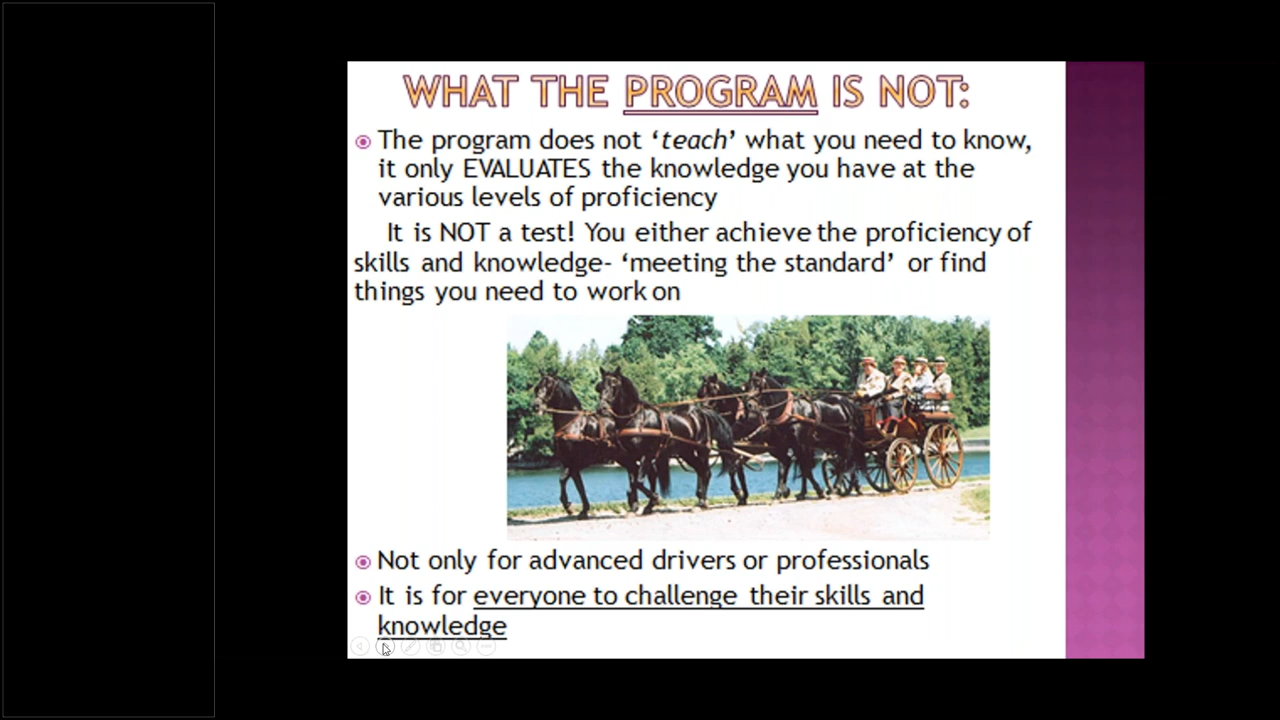 WHAT THE PROGRAM IS NOT:
The program does not ‘teach’ what you need to know,
it only EVALUATES the knowledge you have at the
various levels of proficiency
It is NOT a test! You either achieve the proficiency of
skills and knowledge- ‘meeting the standard’ or find
things you need to work on
Not only for advanced drivers or professionals
It is for everyone to challenge their skills and
knowledge